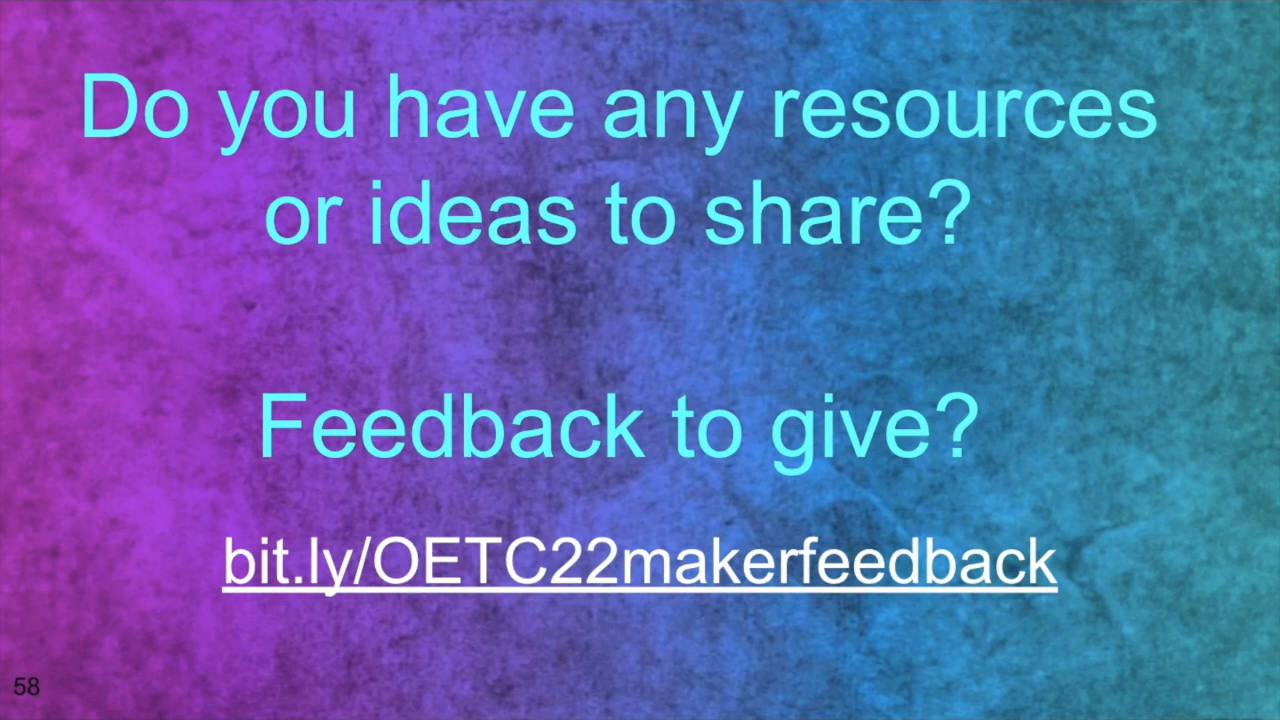 Do you have any resources
or ideas to share?
Feedback to give?
bit.ly/OETC22makerfeedback
58